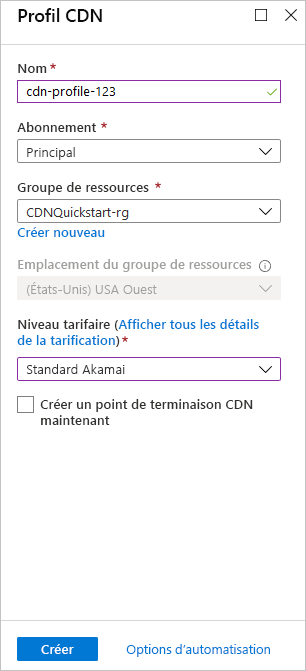 Profil CDN
Nom *
cdn-profile-123
Abonnement *
Principal
Groupe de ressources *
CDNQuickstart-rg
Créer nouveau
Emplacement du groupe de ressources
(États-Unis) USA Ouest
Niveau tarifaire (Afficher tous les détails
de la tarification)*
Standard Akamai
Créer un point de terminaison CDN
maintenant
Créer
Options d'automatisation